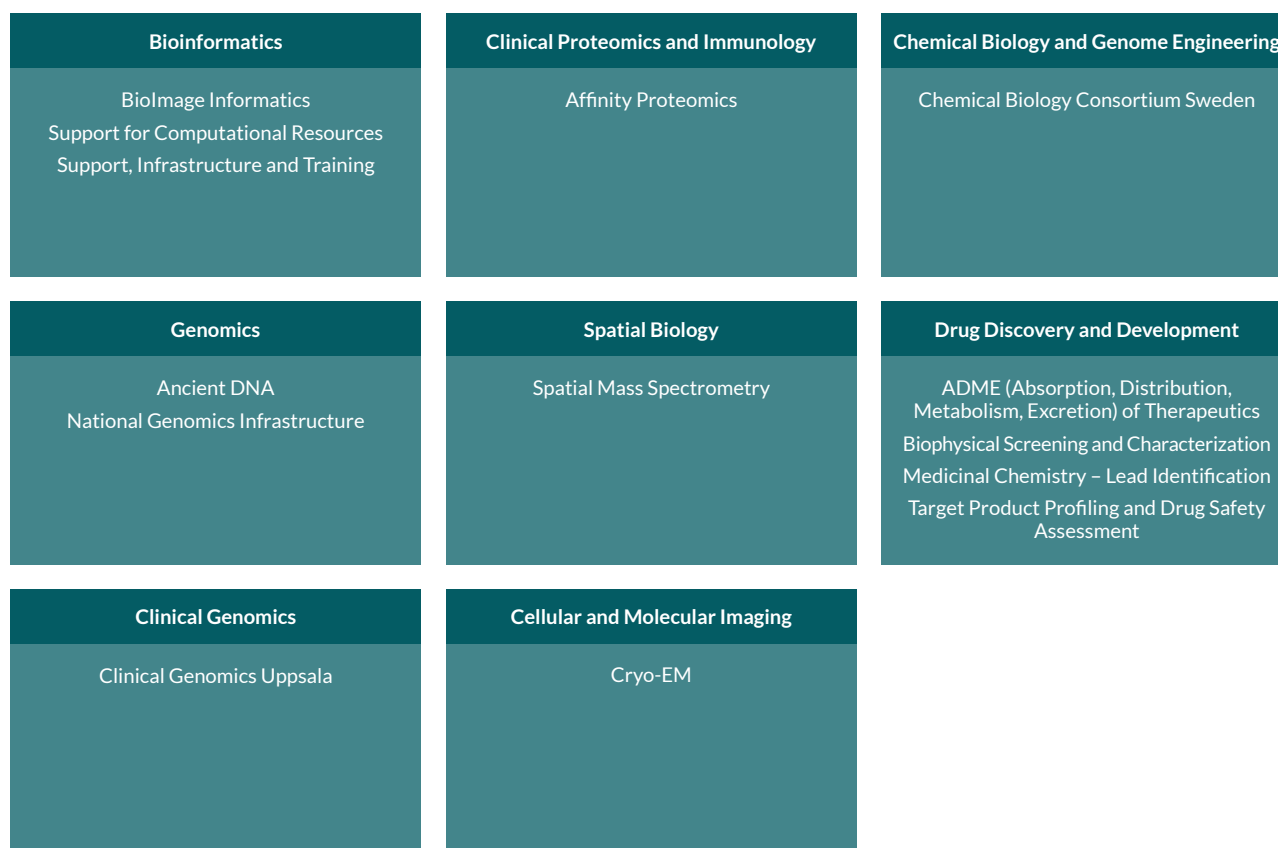 Bioinformatics
BioImage Informatics
Support for Computational Resources
Support, Infrastructure and Training
Clinical Proteomics and Immunology
Affinity Proteomics
Chemical Biology and Genome Engineering
Chemical Biology Consortium Sweden
Genomics
Ancient DNA
National Genomics Infrastructure
Spatial Biology
Spatial Mass Spectrometry
Drug Discovery and Development
ADME (Absorption, Distribution,
Metabolism, Excretion) of Therapeutics
Biophysical Screening and Characterization
Medicinal Chemistry – Lead Identification
Target Product Profiling and Drug Safety
Assessment
Clinical Genomics
Clinical Genomics Uppsala
Cellular and Molecular Imaging
Cryo-EM